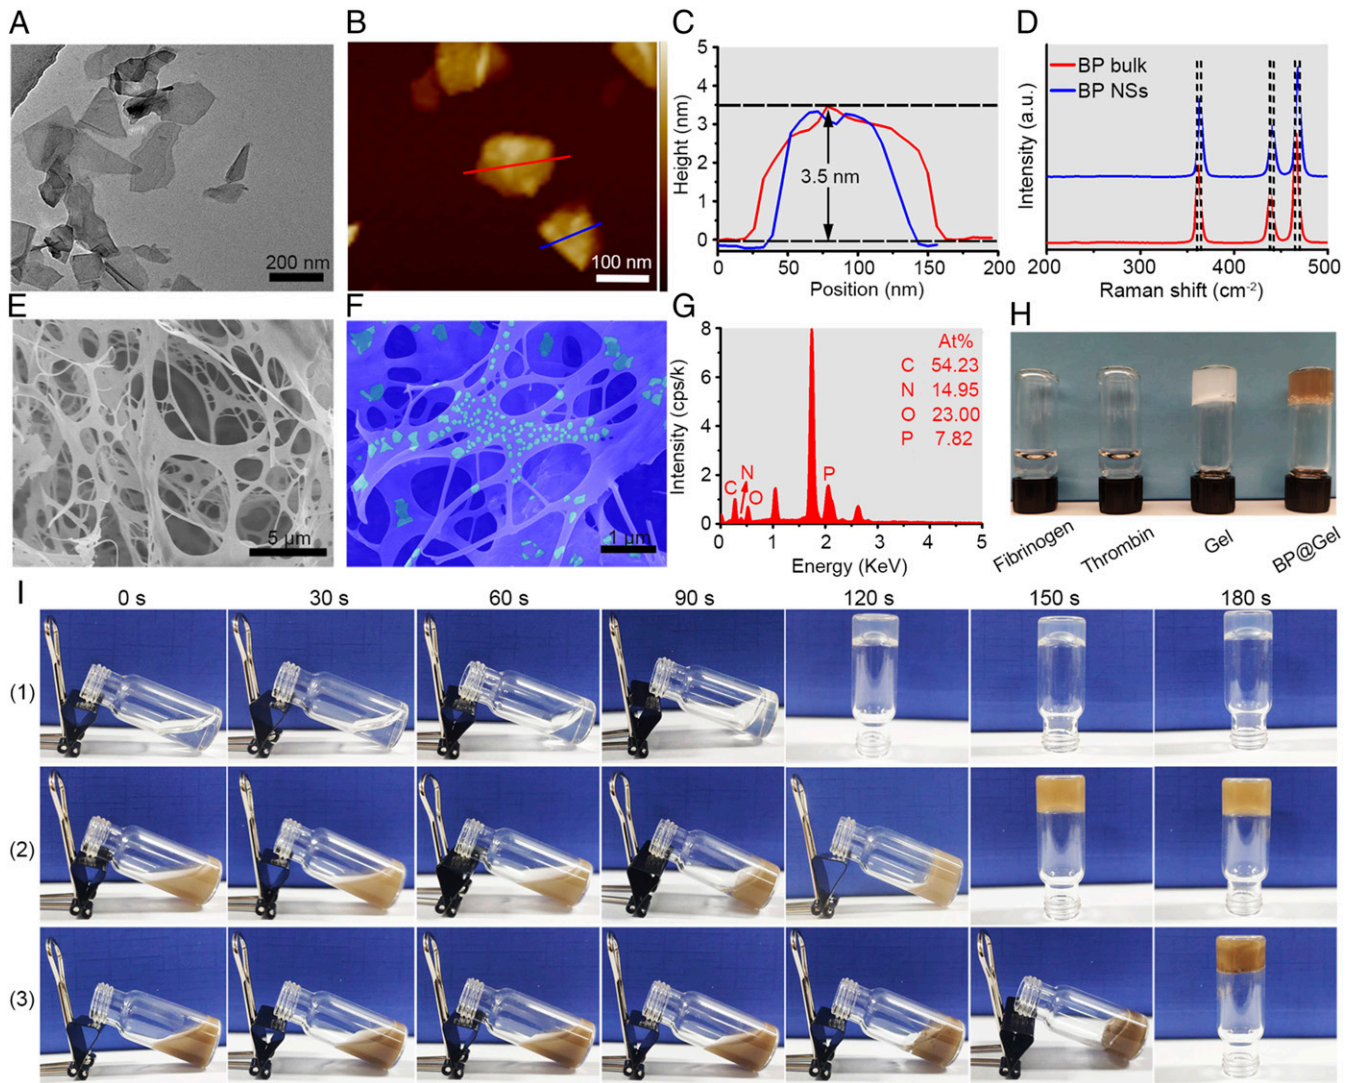 A
200 nm
B
100 nm
C
5
4
3
2
1
0
Height (nm)
3.5 nm
0 50 100 150 200
Position (nm)
D
BP bulk
BP NSs
Intensity (a.u.)
200 300 400 500
Raman shift (cm-2)
E
5 µm
F
1 µm
G
8
6
4
2
0
Intensity (cps/k)
At%
C 54.23
N 14.95
O 23.00
P 7.82
N
C
O
P
0 1 2 3 4 5
Energy (KeV)
H
Fibrinogen
Thrombin
Gel
BP@Gel
I
0 s 30 s 60 s 90 s 120 s 150 s 180 s
(1)
(2)
(3)